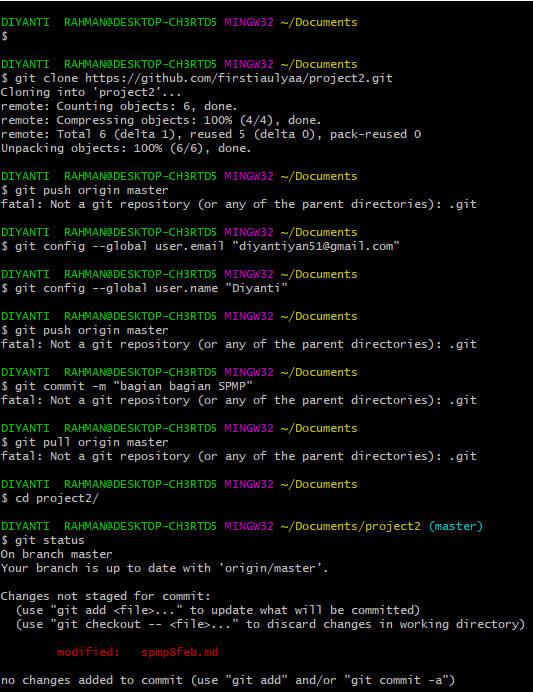 DIYANTI  RAHMAN@DESKTOP-CH3RTD5 MINGW32 ~/Documents
$
DIYANTI  RAHMAN@DESKTOP-CH3RTD5 MINGW32 ~/Documents
$ git clone https://github.com/firstiaulyaa/project2.git
Cloning into 'project2'...
remote: Counting objects: 6, done.
remote: Compressing objects: 100% (4/4), done.
remote: Total 6 (delta 1), reused 5 (delta 0), pack-reused 0
Unpacking objects: 100% (6/6), done.
DIYANTI  RAHMAN@DESKTOP-CH3RTD5 MINGW32 ~/Documents
$ git push origin master
fatal: Not a git repository (or any of the parent directories): .git
DIYANTI  RAHMAN@DESKTOP-CH3RTD5 MINGW32 ~/Documents
$ git config --global user.email "diyantiyan51@gmail.com"
DIYANTI  RAHMAN@DESKTOP-CH3RTD5 MINGW32 ~/Documents
$ git config --global user.name "Diyanti"
DIYANTI  RAHMAN@DESKTOP-CH3RTD5 MINGW32 ~/Documents
$ git push origin master
fatal: Not a git repository (or any of the parent directories): .git
DIYANTI  RAHMAN@DESKTOP-CH3RTD5 MINGW32 ~/Documents
$ git commit -m "bagian bagian SPMP"
fatal: Not a git repository (or any of the parent directories): .git
DIYANTI  RAHMAN@DESKTOP-CH3RTD5 MINGW32 ~/Documents
$ git pull origin master
fatal: Not a git repository (or any of the parent directories): .git
DIYANTI  RAHMAN@DESKTOP-CH3RTD5 MINGW32 ~/Documents
$ cd project2/
DIYANTI  RAHMAN@DESKTOP-CH3RTD5 MINGW32 ~/Documents/project2 (master)
$ git status
On branch master
Your branch is up to date with 'origin/master'.
Changes not staged for commit:
  (use "git add <file>..." to update what will be committed)
  (use "git checkout -- <file>..." to discard changes in working directory)
        modified:   spmp8feb.md
no changes added to commit (use "git add" and/or "git commit -a")